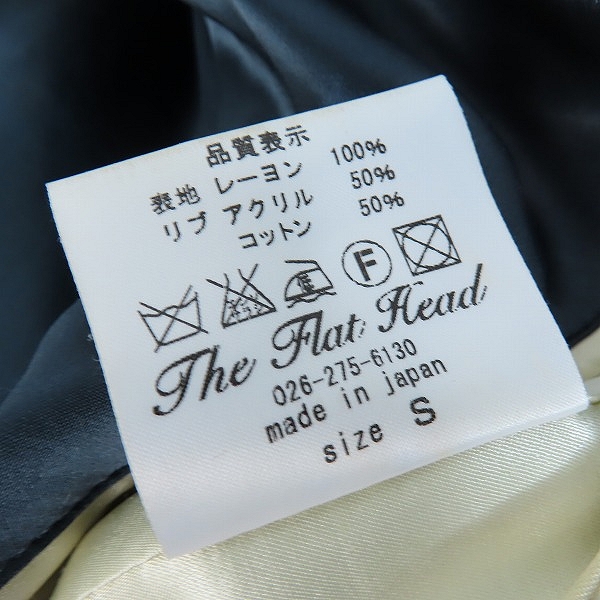 品質表示
表地 レーヨン 100%
リブ アクリル 50%
コットン 50%
F
The Flat Head
026-275-6130
made in japan
size S